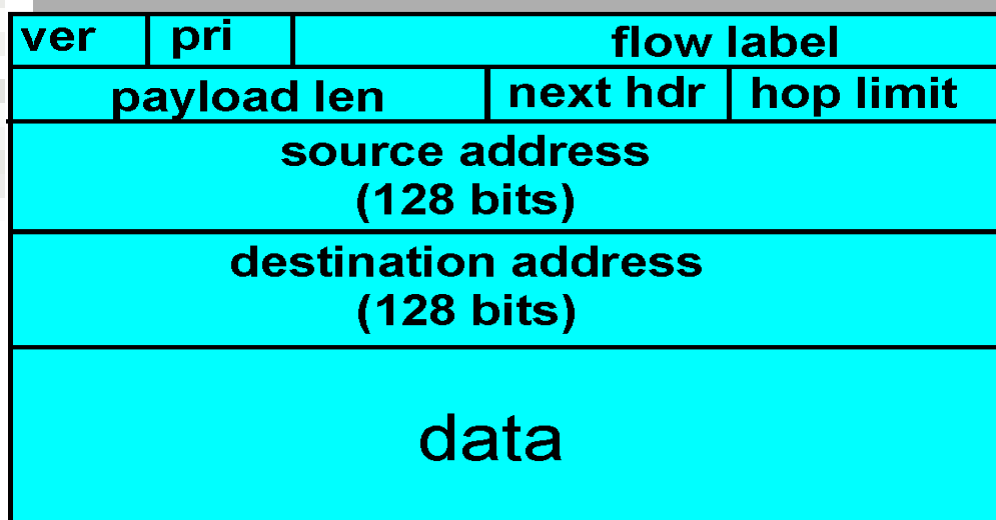 ver pri flow label
payload len next hdr hop limit
source address
(128 bits)
destination address
(128 bits)
data